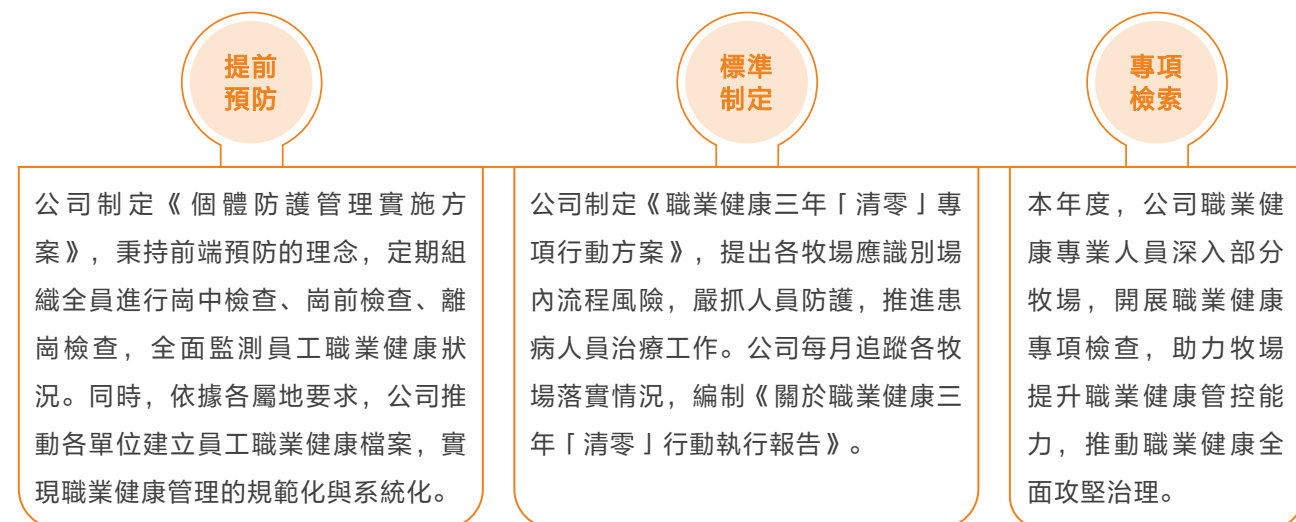 提前
預防
公司制定《個體防護管理實施方
案》，秉持前端預防的理念，定期組
織全員進行崗中檢查、崗前檢查、離
崗檢查，全面監測員工職業健康狀
況。同時，依據各屬地要求，公司推
動各單位建立員工職業健康檔案，實
現職業健康管理的規範化與系統化。
標準
制定
公司制定《職業健康三年「清零」專
項行動方案》，提出各牧場應識別場
內流程風險，嚴抓人員防護，推進患
病人員治療工作。公司每月追蹤各牧
場落實情況，編制《關於職業健康三
年「清零」行動執行報告》。
專項
檢索
本年度，公司職業健
康專業人員深入部分
牧場，開展職業健康
專項檢查，助力牧場
提升職業健康管控能
力，推動職業健康全
面攻堅治理。